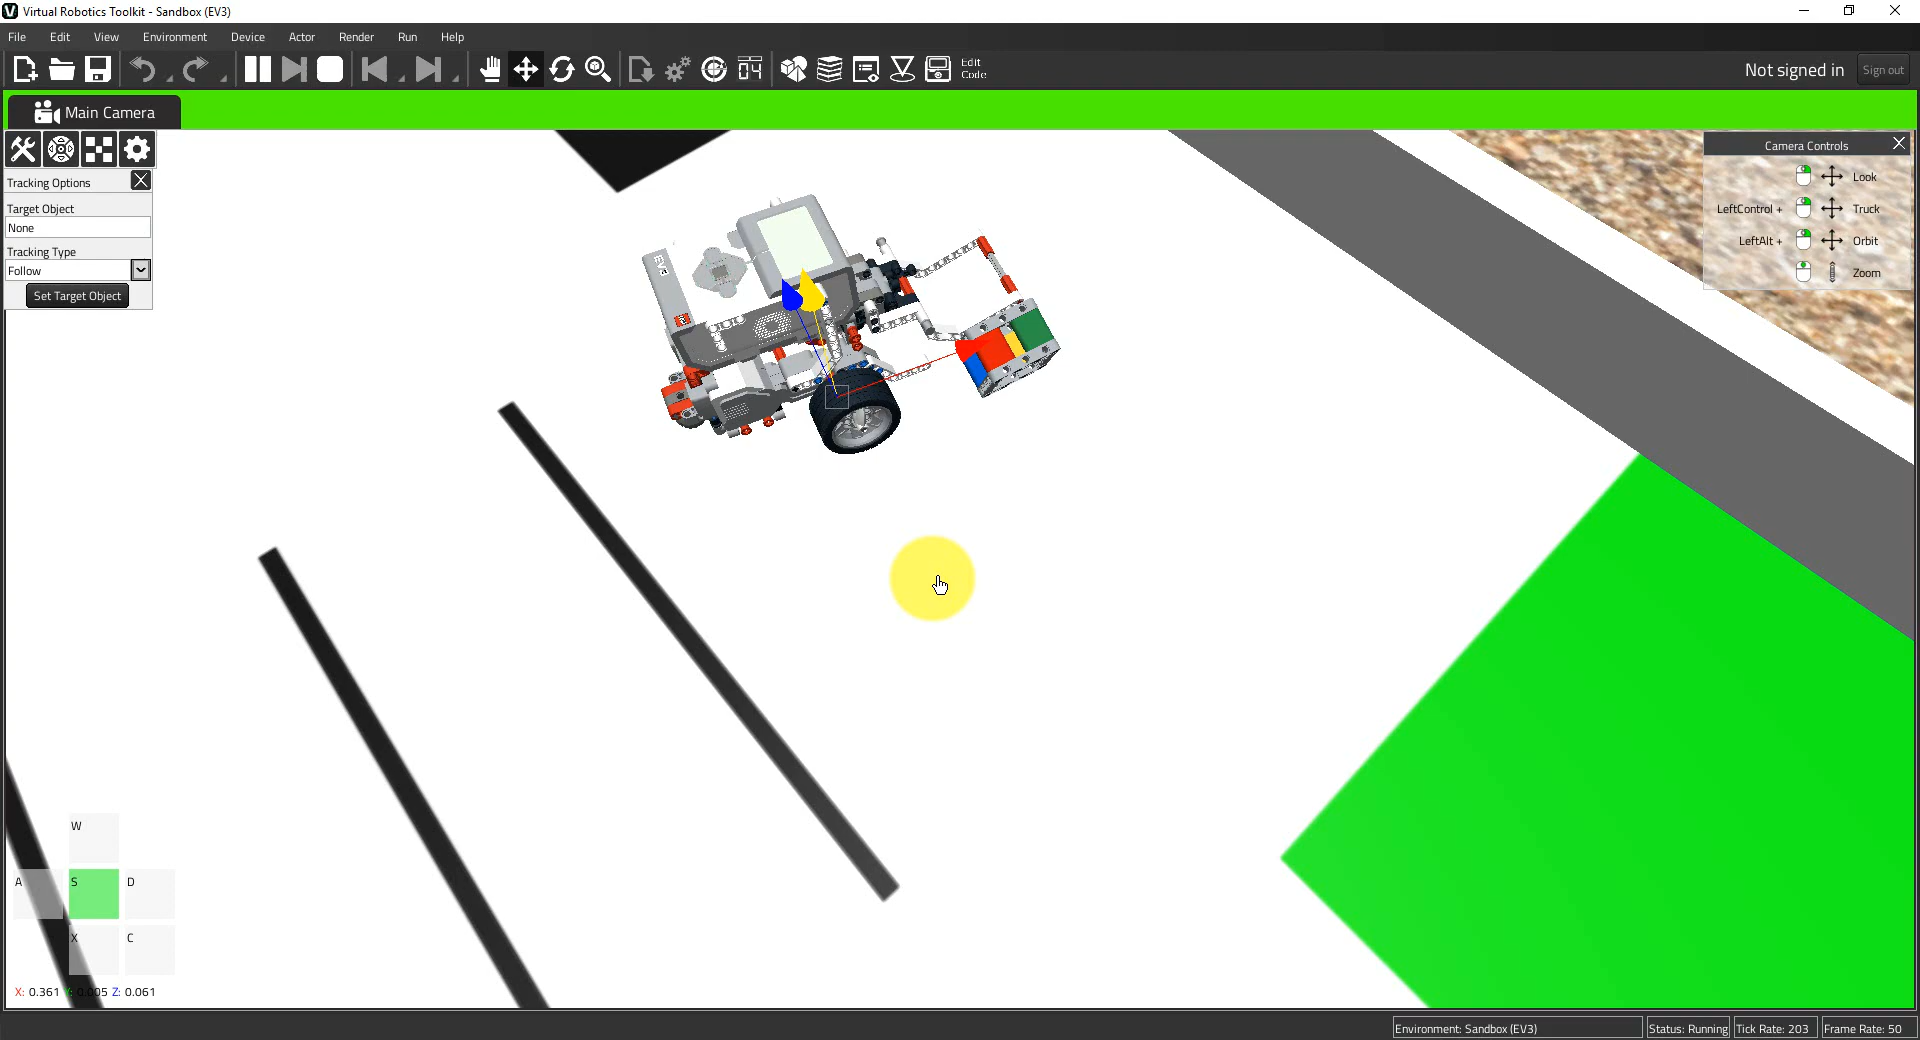 Virtual Robotics Toolkit - Sandbox (EV3)
File Edit View Environment Device Actor Render Run Help
Edit
Code
Not signed in Sign out
Main Camera
Tracking Options
Target Object
None
Tracking Type
Follow
Set Target Object
Camera Controls
Look
LeftControl + Truck
LeftAlt + Orbit
Zoom
EV3
W
A S D
X C
X: 0.361 Y: 0.005 Z: 0.061
Environment: Sandbox (EV3) Status: Running Tick Rate: 203 Frame Rate: 50